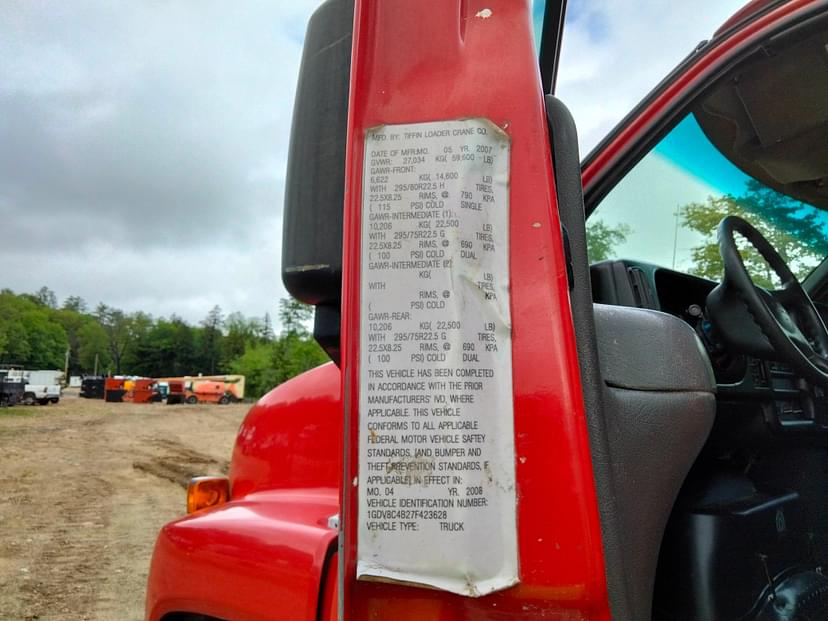 MFD. BY: TIFFIN LOADER CRANE CO.
DATE OF MFR:MO. 05 YR. 2007
GVWR: 27,034 KG( 59,600 LB)
GAWR-FRONT:
6,622 KG( 14,600 LB)
WITH 295/80R22.5 H TIRES,
22.5X8.25 RIMS, @ 790 KPA
( 115 PSI) COLD SINGLE
GAWR-INTERMEDIATE (1):
10,206 KG( 22,500 LB)
WITH 295/75R22.5 G TIRES,
22.5X8.25 RIMS, @ 690 KPA
( 100 PSI) COLD DUAL
GAWR-INTERMEDIATE (2):
KG( LB)
WITH TIRES,
RIMS, @ KPA
( PSI) COLD
GAWR-REAR:
10,206 KG( 22,500 LB)
WITH 295/75R22.5 G TIRES,
22.5X8.25 RIMS, @ 690 KPA
( 100 PSI) COLD DUAL
THIS VEHICLE HAS BEEN COMPLETED
IN ACCORDANCE WITH THE PRIOR
MANUFACTURERS' IVD, WHERE
APPLICABLE. THIS VEHICLE
CONFORMS TO ALL APPLICABLE
FEDERAL MOTOR VEHICLE SAFTEY
STANDARDS, [AND BUMPER AND
THEFT PREVENTION STANDARDS, IF
APPLICABLE] IN EFFECT IN:
MO. 04 YR. 2008
VEHICLE IDENTIFICATION NUMBER:
1GDV8C4B27F423628
VEHICLE TYPE: TRUCK